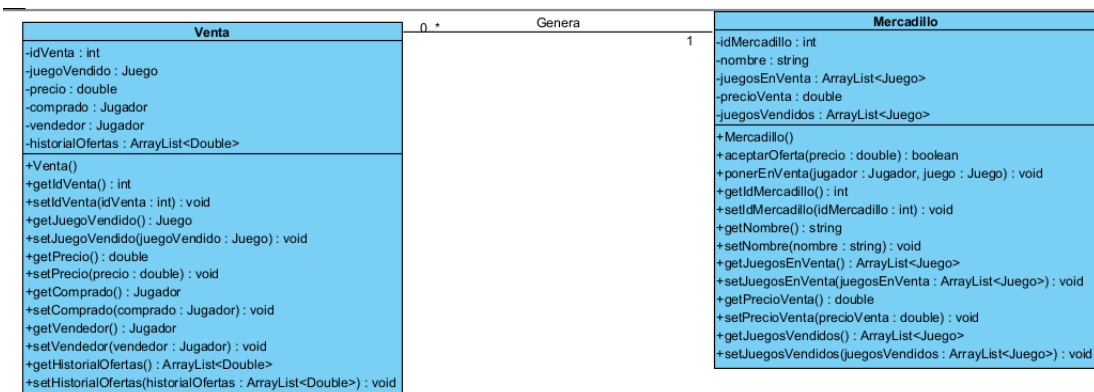 Venta
-idVenta : int
-juegoVendido : Juego
-precio : double
-comprado : Jugador
-vendedor : Jugador
-historialOfertas : ArrayList<Double>
+Venta()
+getIdVenta() : int
+setIdVenta(idVenta : int) : void
+getJuegoVendido() : Juego
+setJuegoVendido(juegoVendido : Juego) : void
+getPrecio() : double
+setPrecio(precio : double) : void
+getComprado() : Jugador
+setComprado(comprado : Jugador) : void
+getVendedor() : Jugador
+setVendedor(vendedor : Jugador) : void
+getHistorialOfertas() : ArrayList<Double>
+setHistorialOfertas(historialOfertas : ArrayList<Double>) : void
0..*
Genera
1
Mercadillo
-idMercadillo : int
-nombre : string
-juegosEnVenta : ArrayList<Juego>
-precioVenta : double
-juegosVendidos : ArrayList<Juego>
+Mercadillo()
+aceptarOferta(precio : double) : boolean
+ponerEnVenta(jugador : Jugador, juego : Juego) : void
+getIdMercadillo() : int
+setIdMercadillo(idMercadillo : int) : void
+getNombre() : string
+setNombre(nombre : string) : void
+getJuegosEnVenta() : ArrayList<Juego>
+setJuegosEnVenta(juegosEnVenta : ArrayList<Juego>) : void
+getPrecioVenta() : double
+setPrecioVenta(precioVenta : double) : void
+getJuegosVendidos() : ArrayList<Juego>
+setJuegosVendidos(juegosVendidos : ArrayList<Juego>) : void